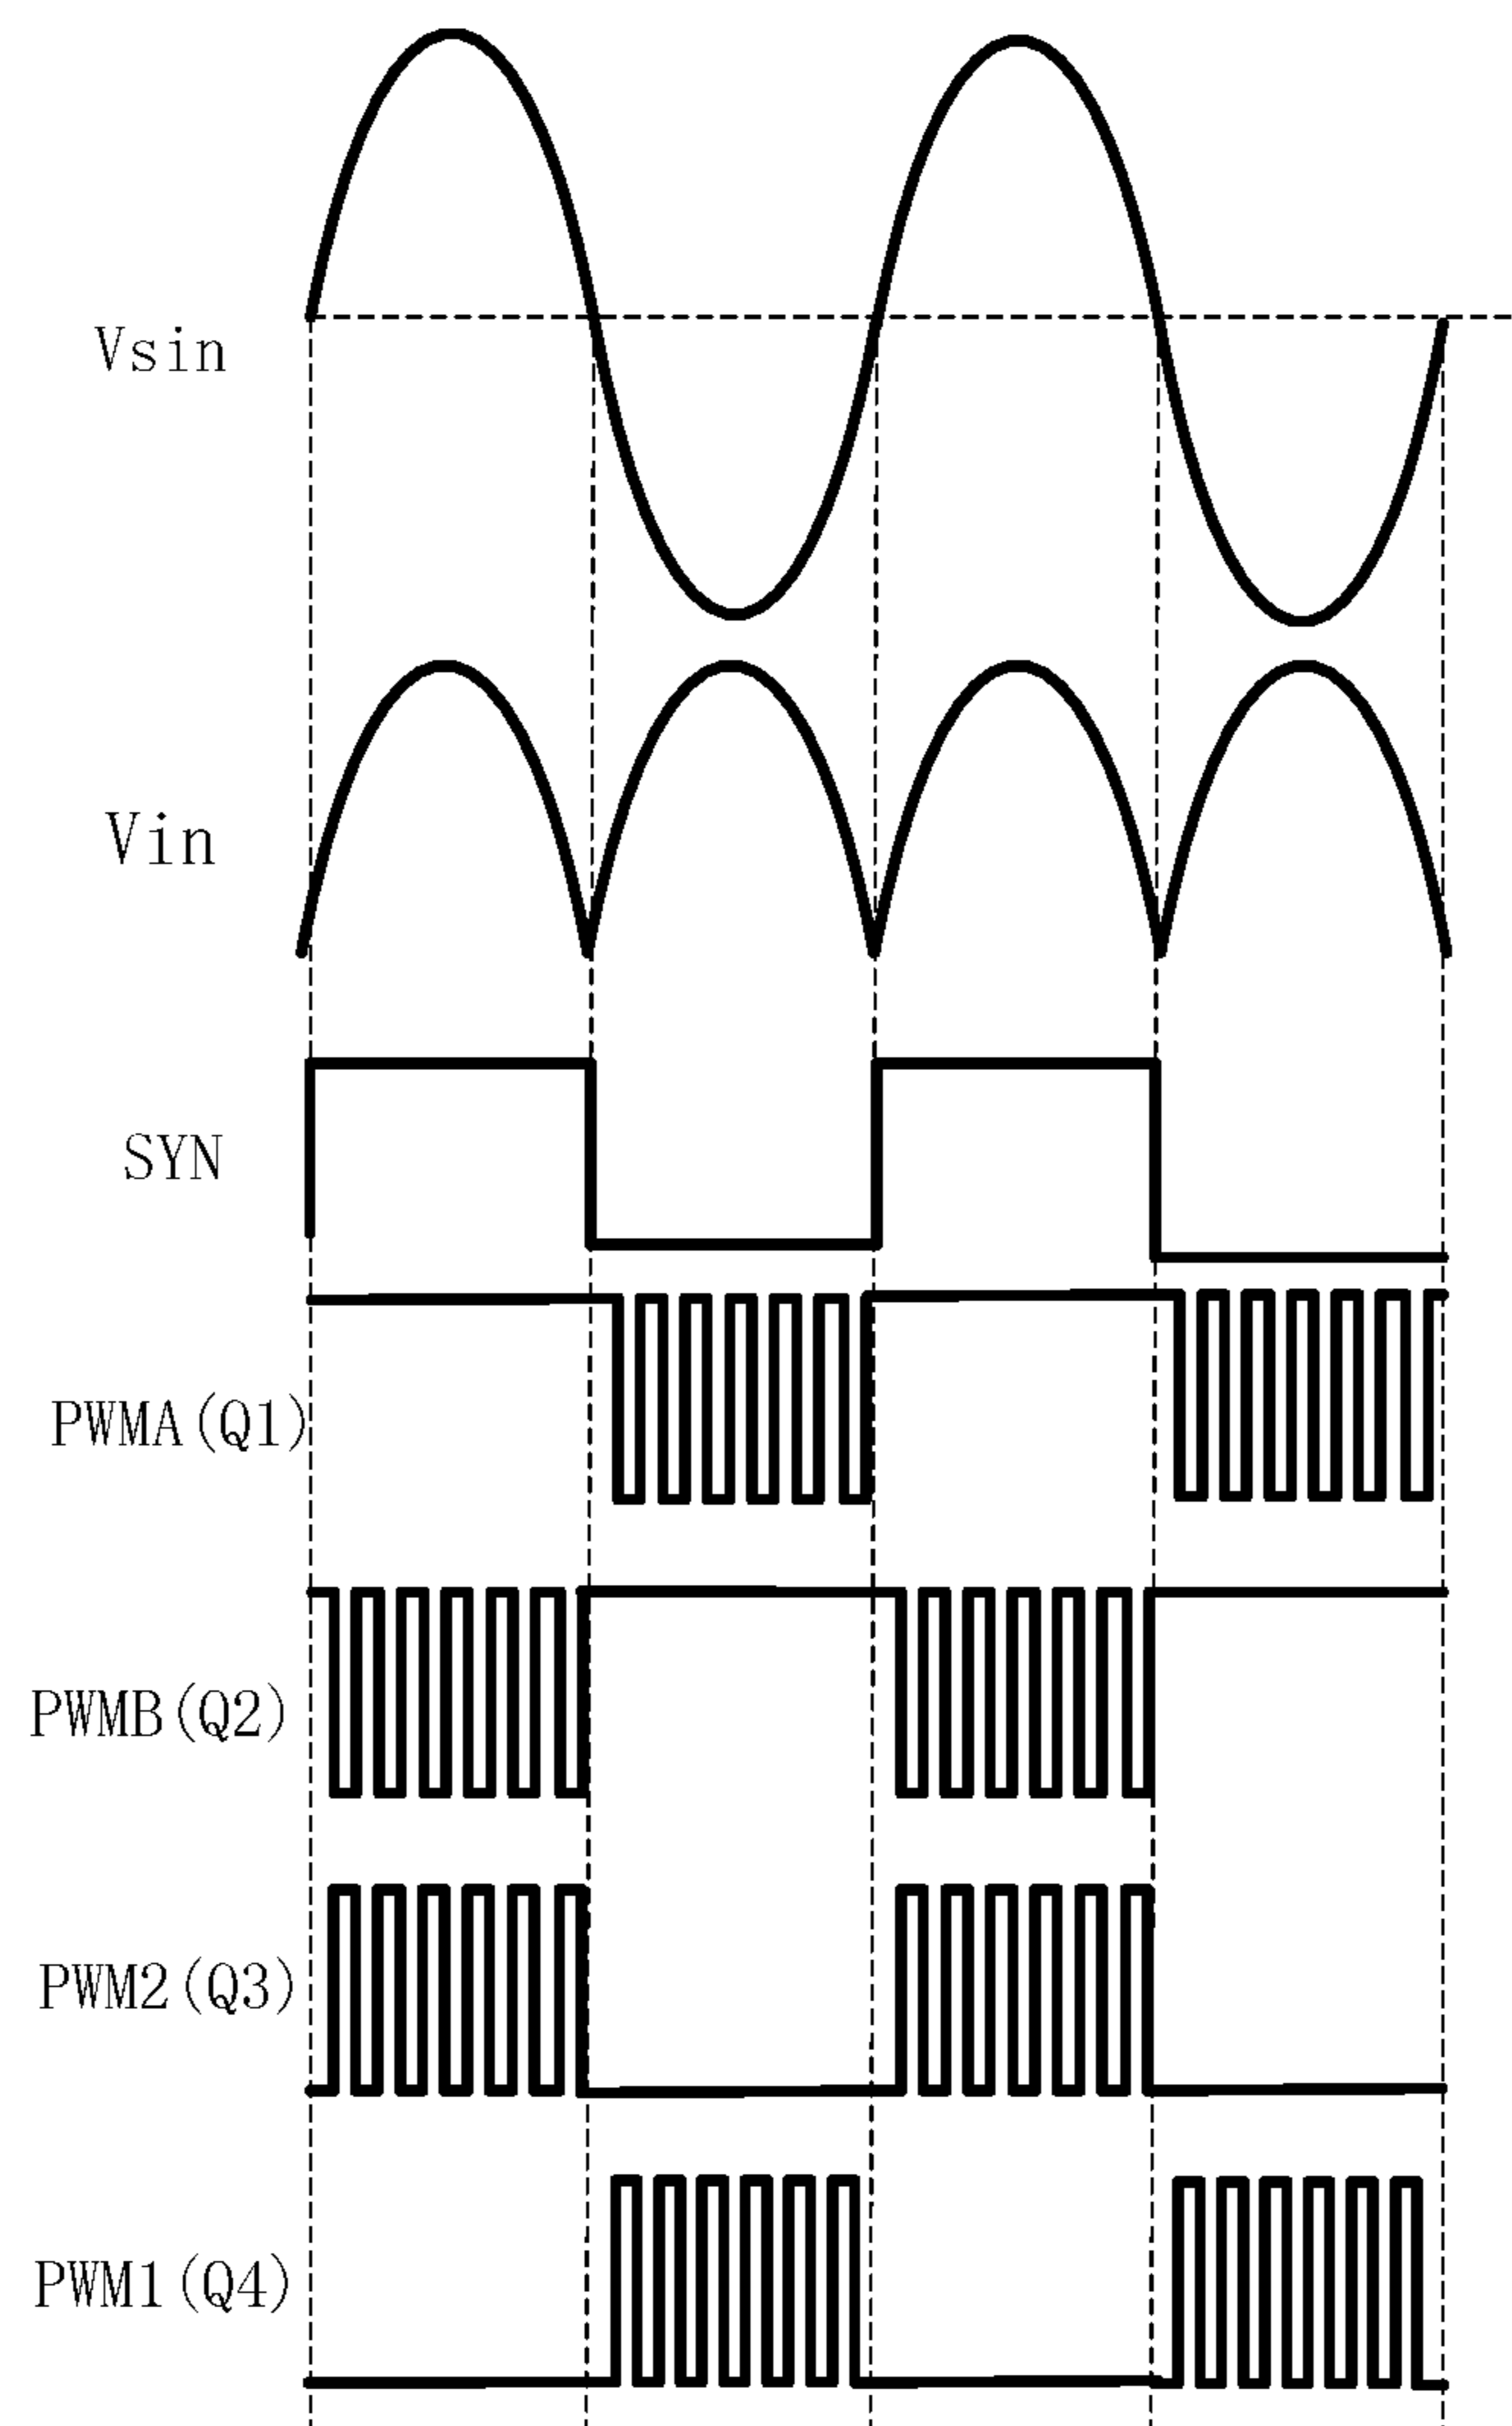 Vsin
Vin
SYN
PWMA(Q1)
PWMB(Q2)
PWM2(Q3)
PWM1(Q4)